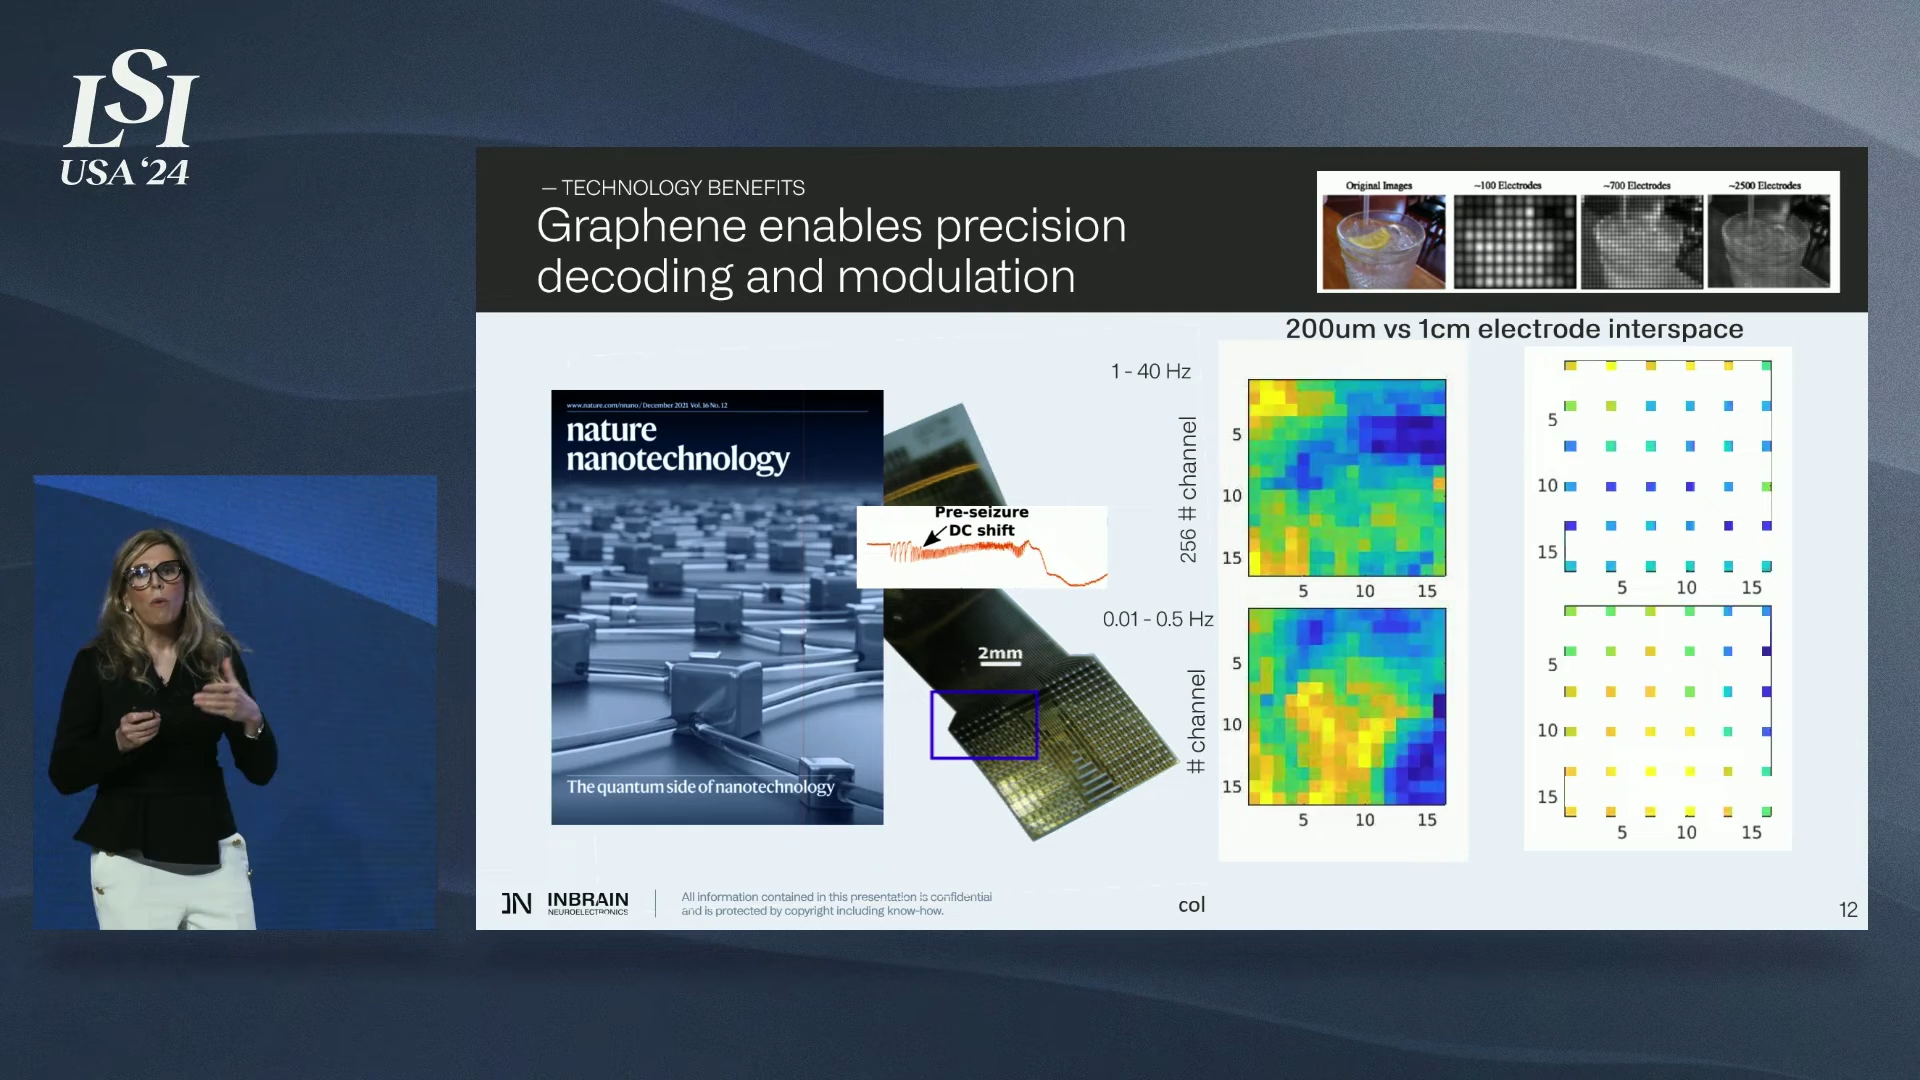 LSI
USA '24
— TECHNOLOGY BENEFITS
Graphene enables precision
decoding and modulation
Original Images ~100 Electrodes ~700 Electrodes ~2500 Electrodes
200um vs 1cm electrode interspace
www.nature.com/nnano / December 2021 Vol. 16 No. 12
nature
nanotechnology
The quantum side of nanotechnology
Pre-seizure
DC shift
2mm
1 - 40 Hz
256 # channel
5
10
15
5 10 15
5
10
15
5 10 15
0.01 - 0.5 Hz
# channel
5
10
15
5 10 15
5
10
15
5 10 15
IN INBRAIN
NEUROELECTRONICS
All information contained in this presentation is confidential
and is protected by copyright including know-how.
col
12